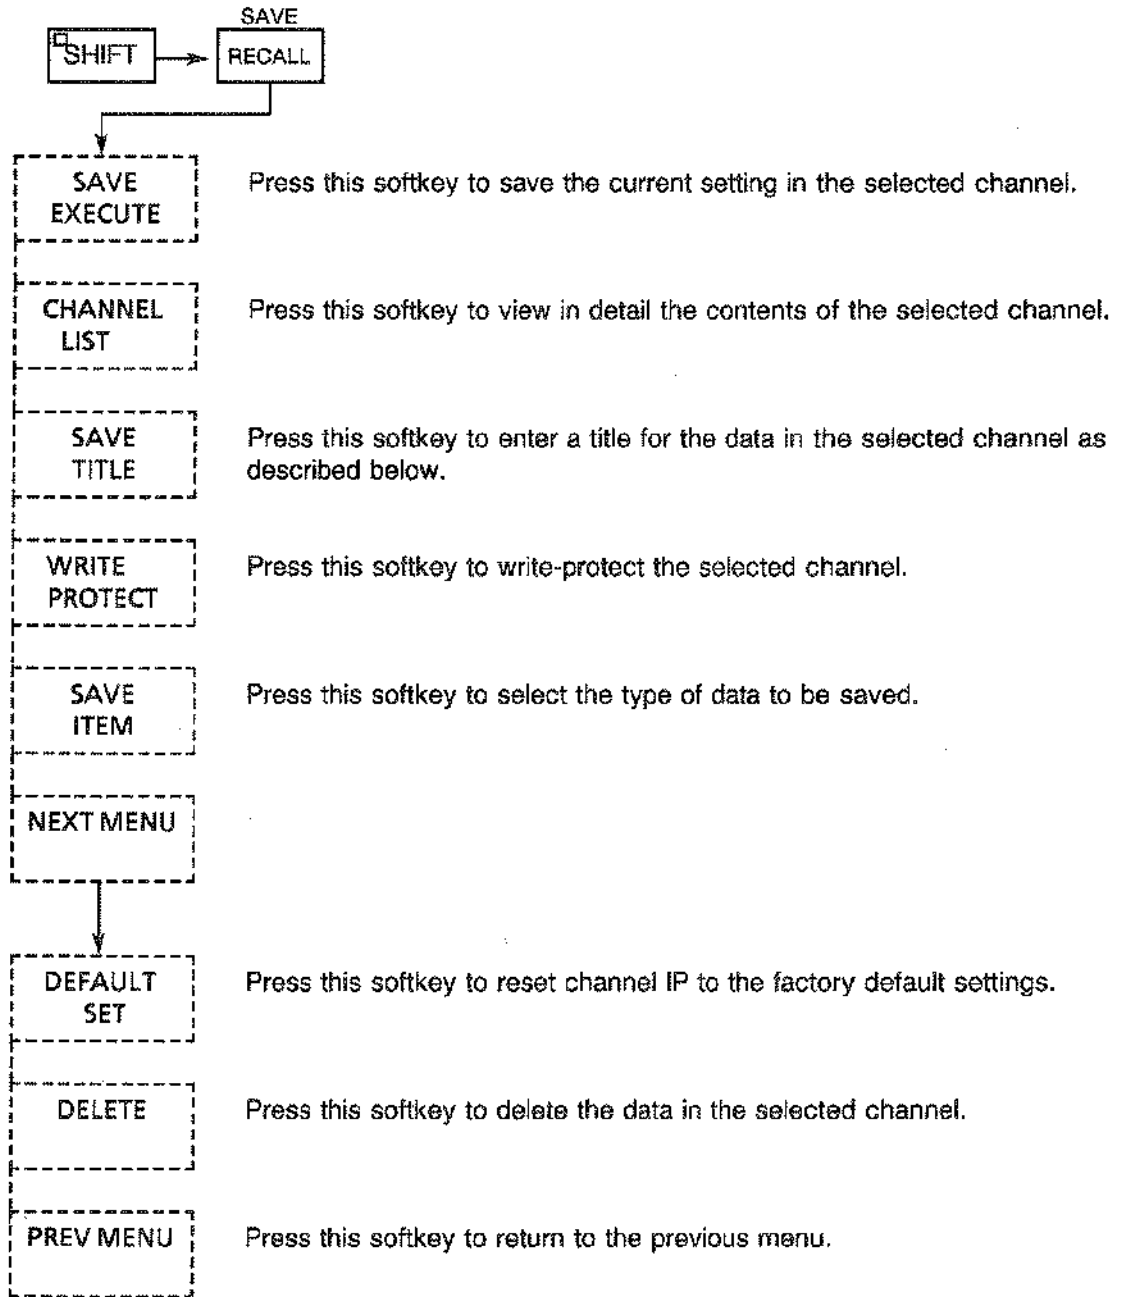 SAVE
SHIFT
RECALL
SAVE
EXECUTE
Press this softkey to save the current setting in the selected channel.
CHANNEL
LIST
Press this softkey to view in detail the contents of the selected channel.
SAVE
TITLE
Press this softkey to enter a title for the data in the selected channel as
described below.
WRITE
PROTECT
Press this softkey to write-protect the selected channel.
SAVE
ITEM
Press this softkey to select the type of data to be saved.
NEXT MENU
DEFAULT
SET
Press this softkey to reset channel IP to the factory default settings.
DELETE
Press this softkey to delete the data in the selected channel.
PREV MENU
Press this softkey to return to the previous menu.